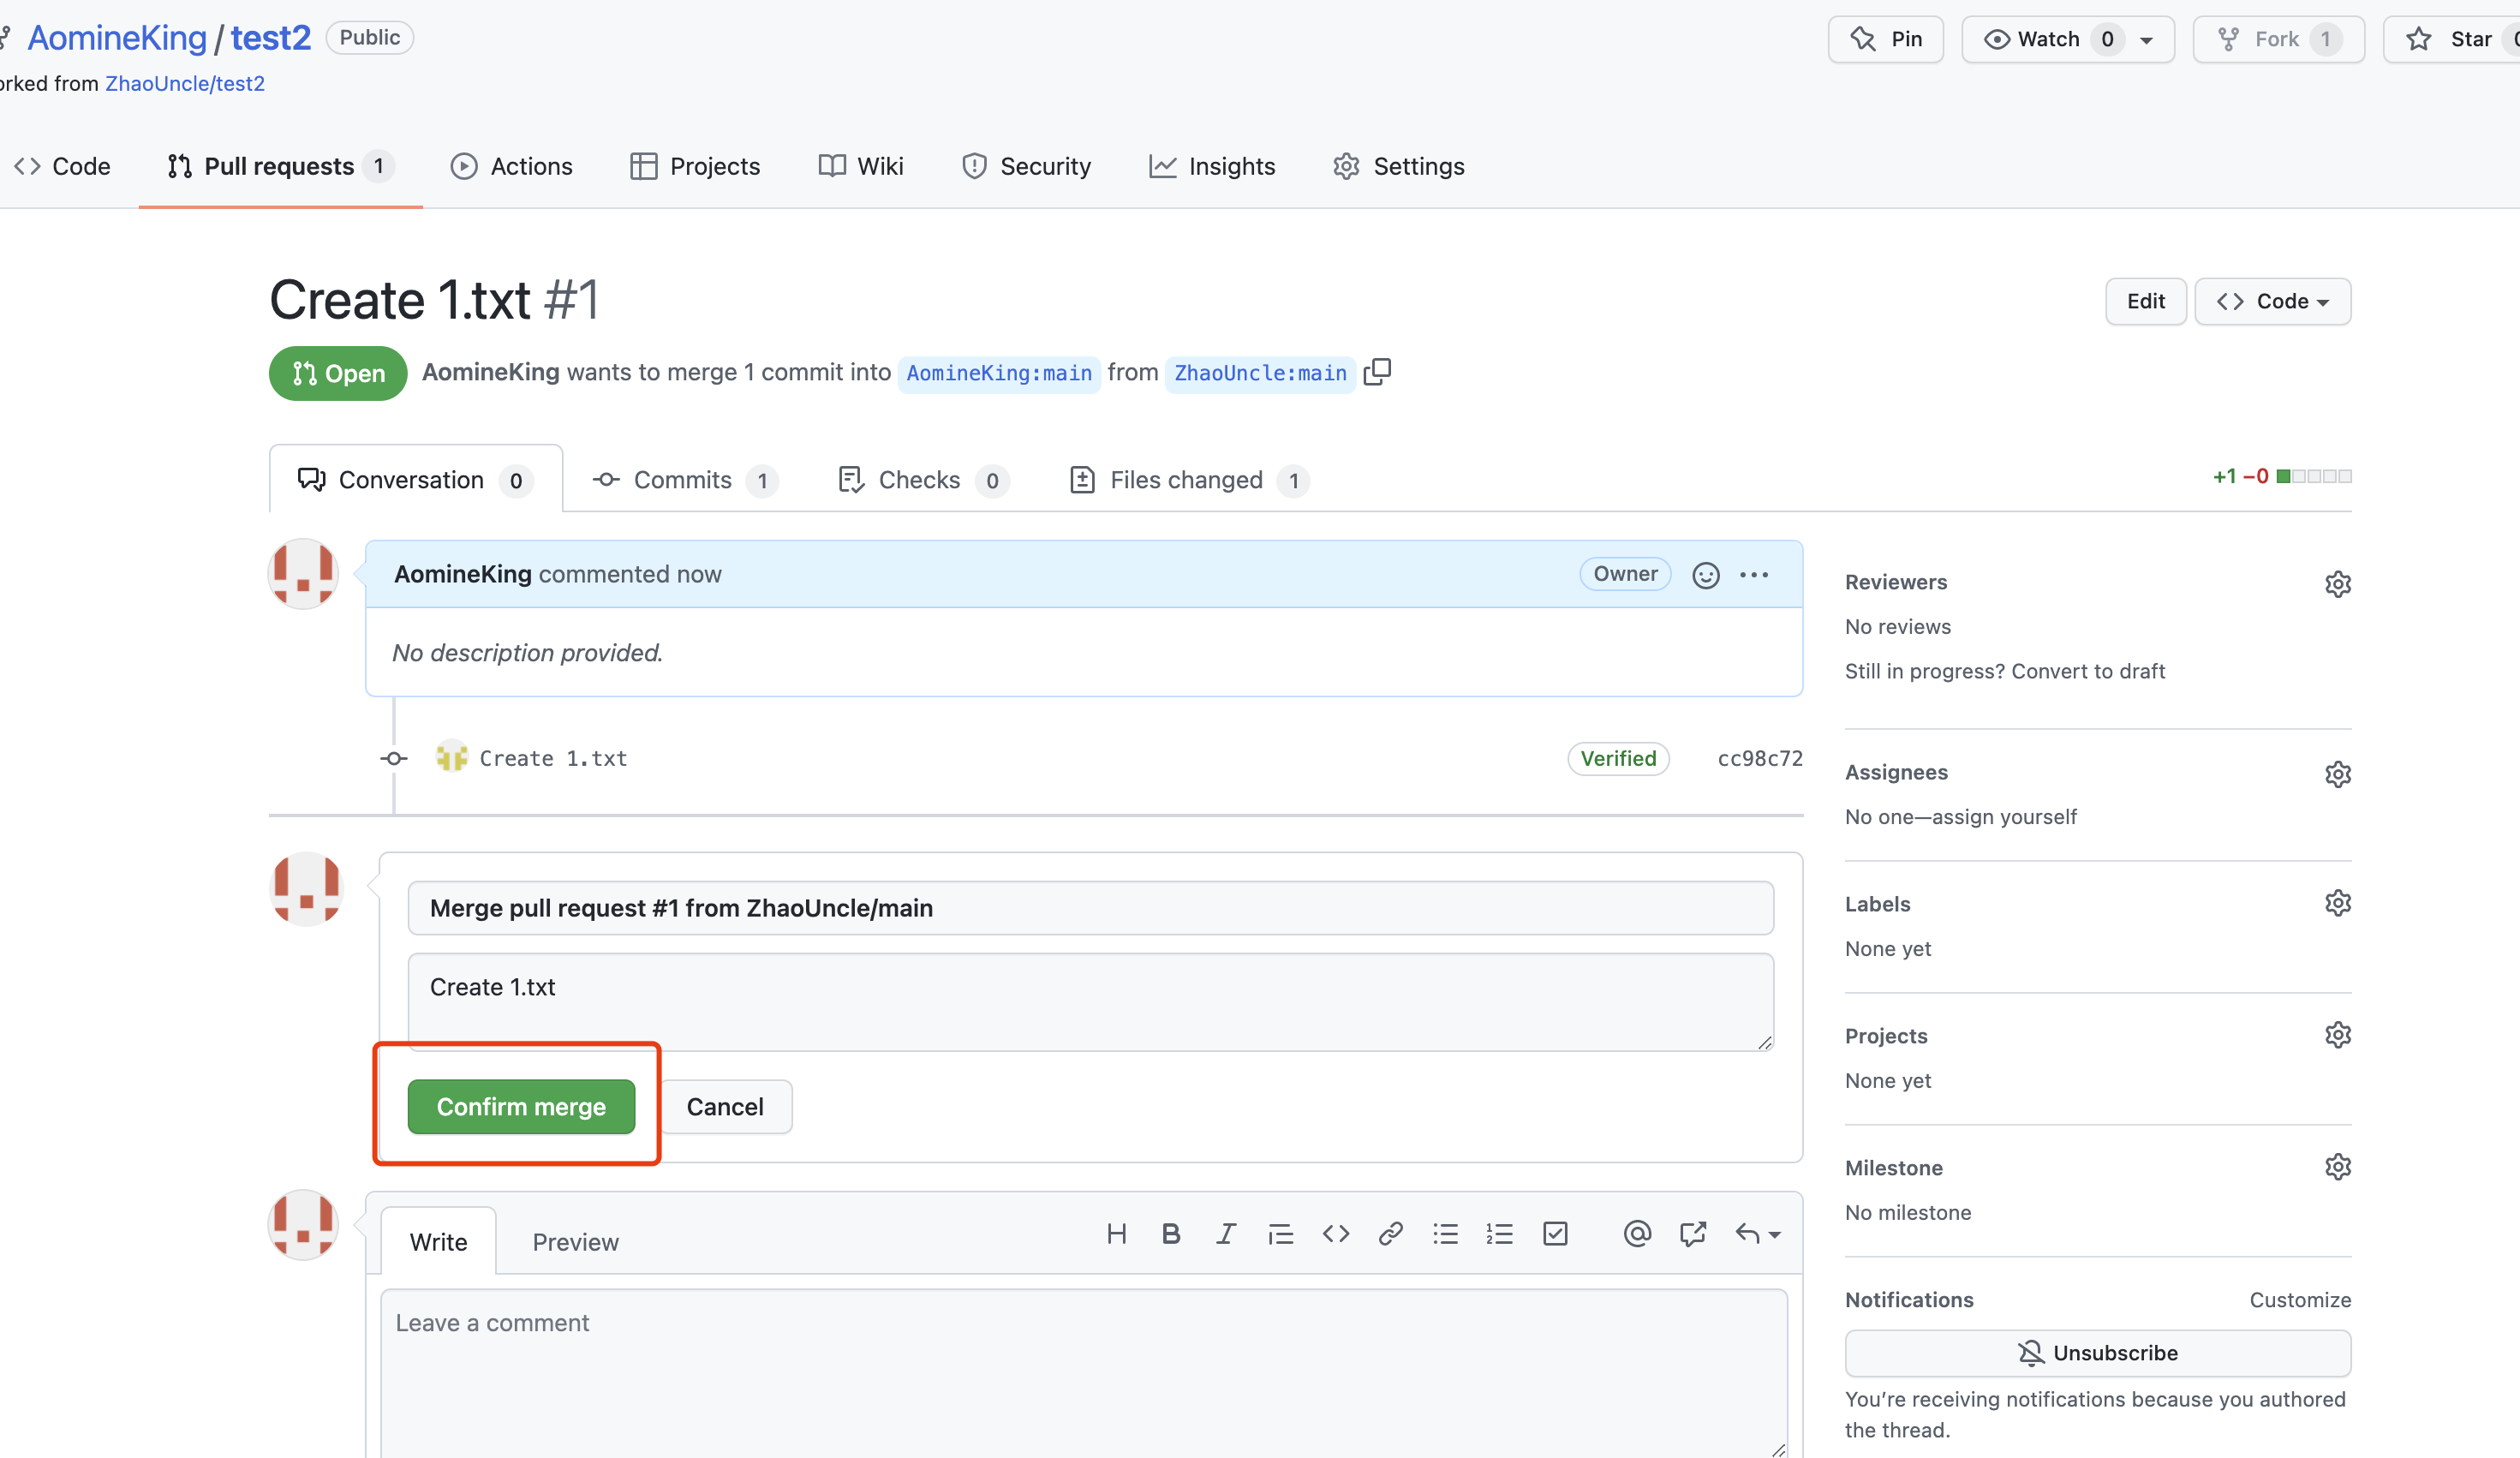 AomineKing / test2 Public
Pin Watch 0 Fork 1 Star
orked from ZhaoUncle/test2
Code Pull requests 1 Actions Projects Wiki Security Insights Settings
Create 1.txt #1
Edit Code
Open AomineKing wants to merge 1 commit into AomineKing:main from ZhaoUncle:main
Conversation 0 Commits 1 Checks 0 Files changed 1 +1 −0
AomineKing commented now Owner
No description provided.
Create 1.txt Verified cc98c72
Merge pull request #1 from ZhaoUncle/main
Create 1.txt
Confirm merge Cancel
Write Preview
Leave a comment
Reviewers
No reviews
Still in progress? Convert to draft
Assignees
No one—assign yourself
Labels
None yet
Projects
None yet
Milestone
No milestone
Notifications Customize
Unsubscribe
You’re receiving notifications because you authored
the thread.